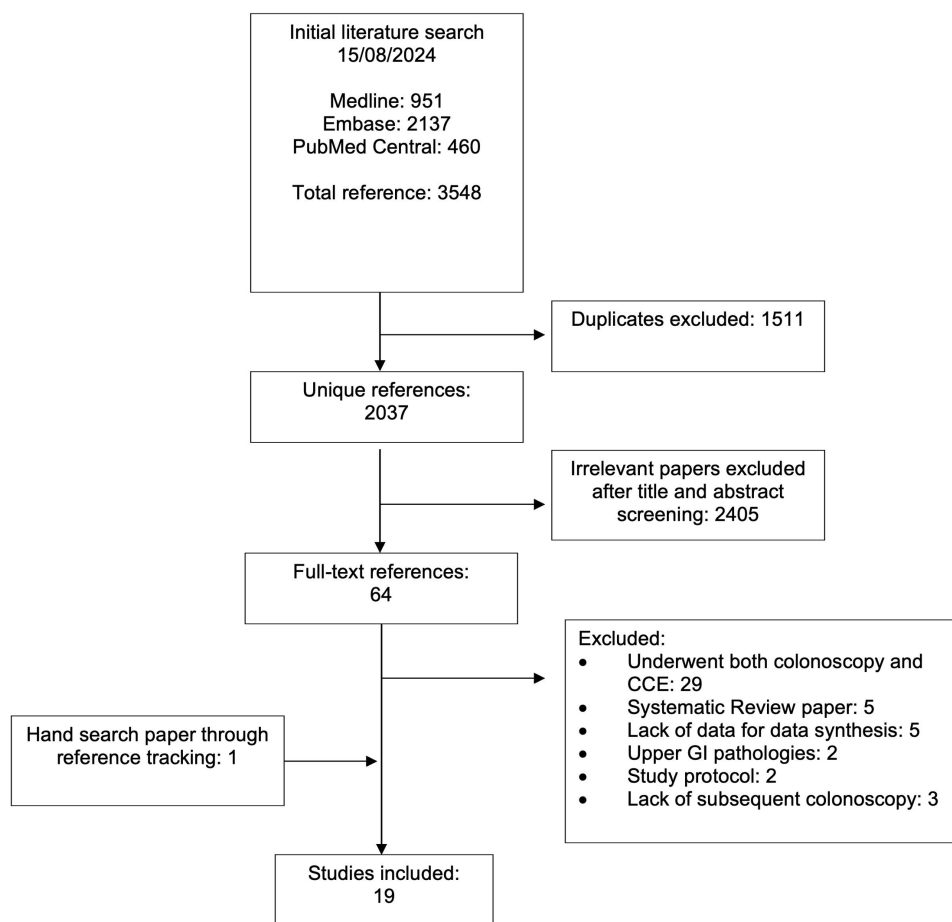 Initial literature search
15/08/2024
Medline: 951
Embase: 2137
PubMed Central: 460
Total reference: 3548
Duplicates excluded: 1511
Unique references:
2037
Irrelevant papers excluded
after title and abstract
screening: 2405
Full-text references:
64
Excluded:
• Underwent both colonoscopy and
CCE: 29
• Systematic Review paper: 5
• Lack of data for data synthesis: 5
• Upper GI pathologies: 2
• Study protocol: 2
• Lack of subsequent colonoscopy: 3
Hand search paper through
reference tracking: 1
Studies included:
19